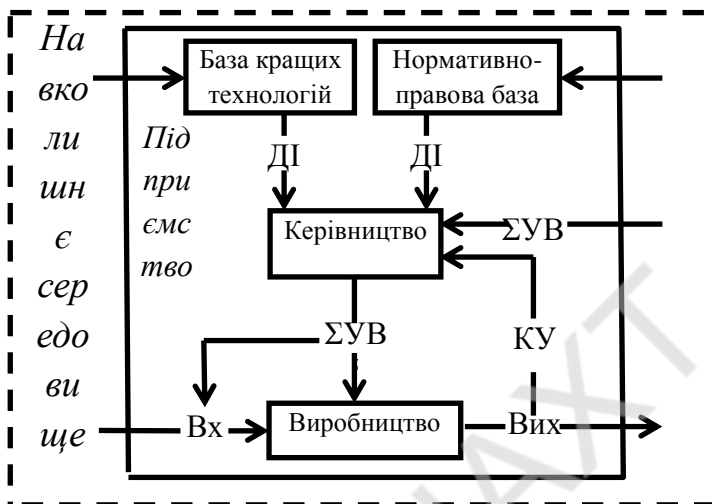 На
вко
ли
шн
є
сер
едо
ви
ще
Під
при
ємс
тво
База кращих
технологій
Нормативно-
правова база
ДІ
ДІ
Керівництво
ΣУВ
ΣУВ
КУ
Вх
Виробництво
Вих